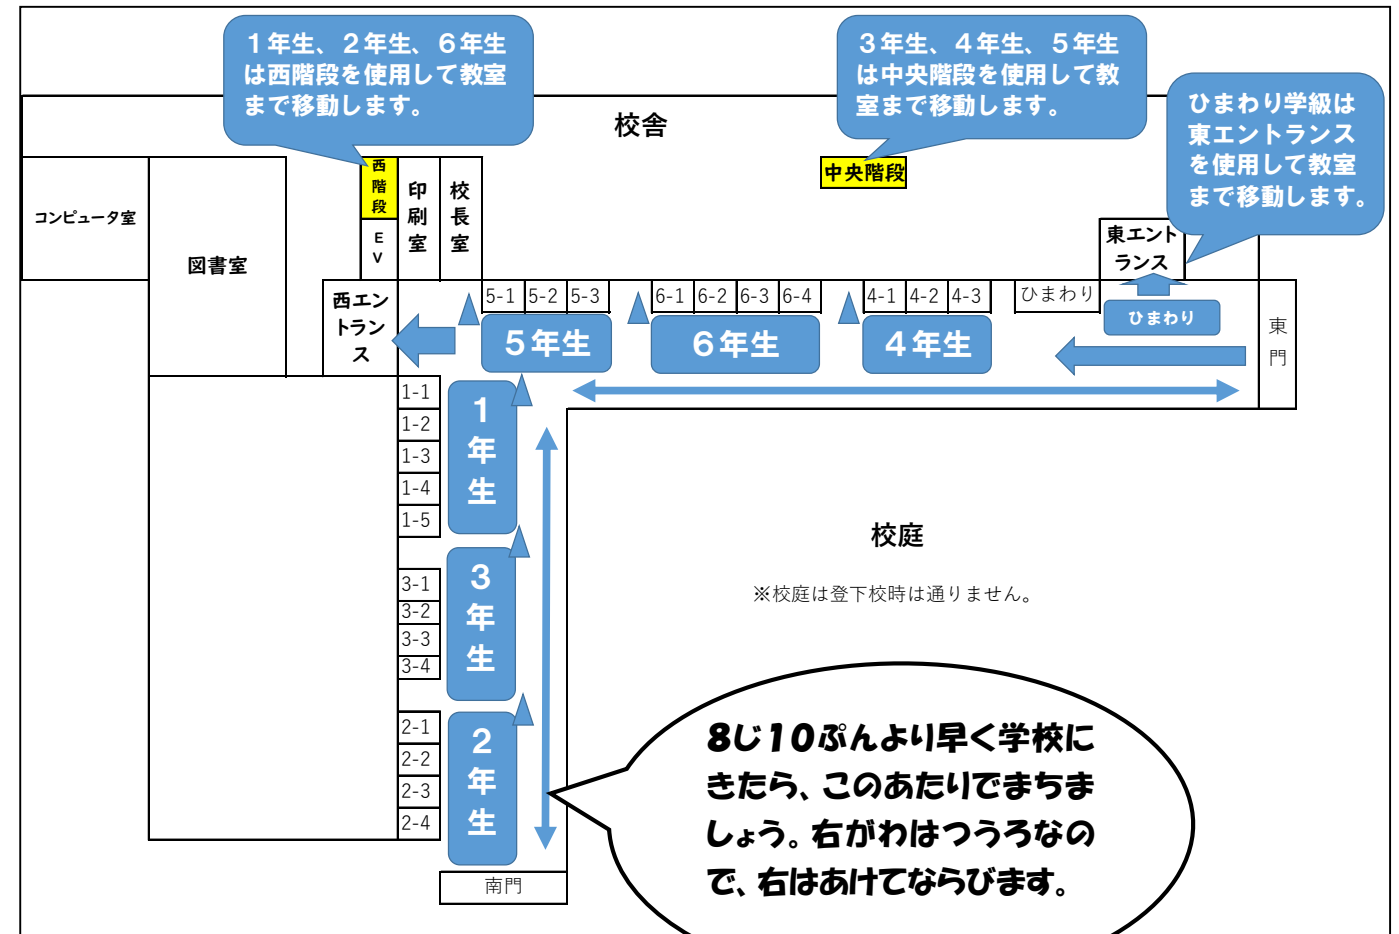 １年生、２年生、６年生
は西階段を使用して教室
まで移動します。
３年生、４年生、５年生
は中央階段を使用して教
室まで移動します。
ひまわり学級は
東エントランス
を使用して教室
まで移動します。
校舎
西階段
中央階段
印刷室
校長室
EV
コンピュータ室
図書室
東エント
ランス
西エン
トラン
ス
5-1 5-2 5-3
6-1 6-2 6-3 6-4
4-1 4-2 4-3
ひまわり
ひまわり
東門
５年生
６年生
４年生
1-1
1-2
1-3
1-4
1-5
１年生
校庭
※校庭は登下校時は通りません。
3-1
3-2
3-3
3-4
３年生
2-1
2-2
2-3
2-4
２年生
南門
8じ10ぷんより早く学校に
きたら、このあたりでまちま
しょう。右がわはつうろなの
で、右はあけてならびます。